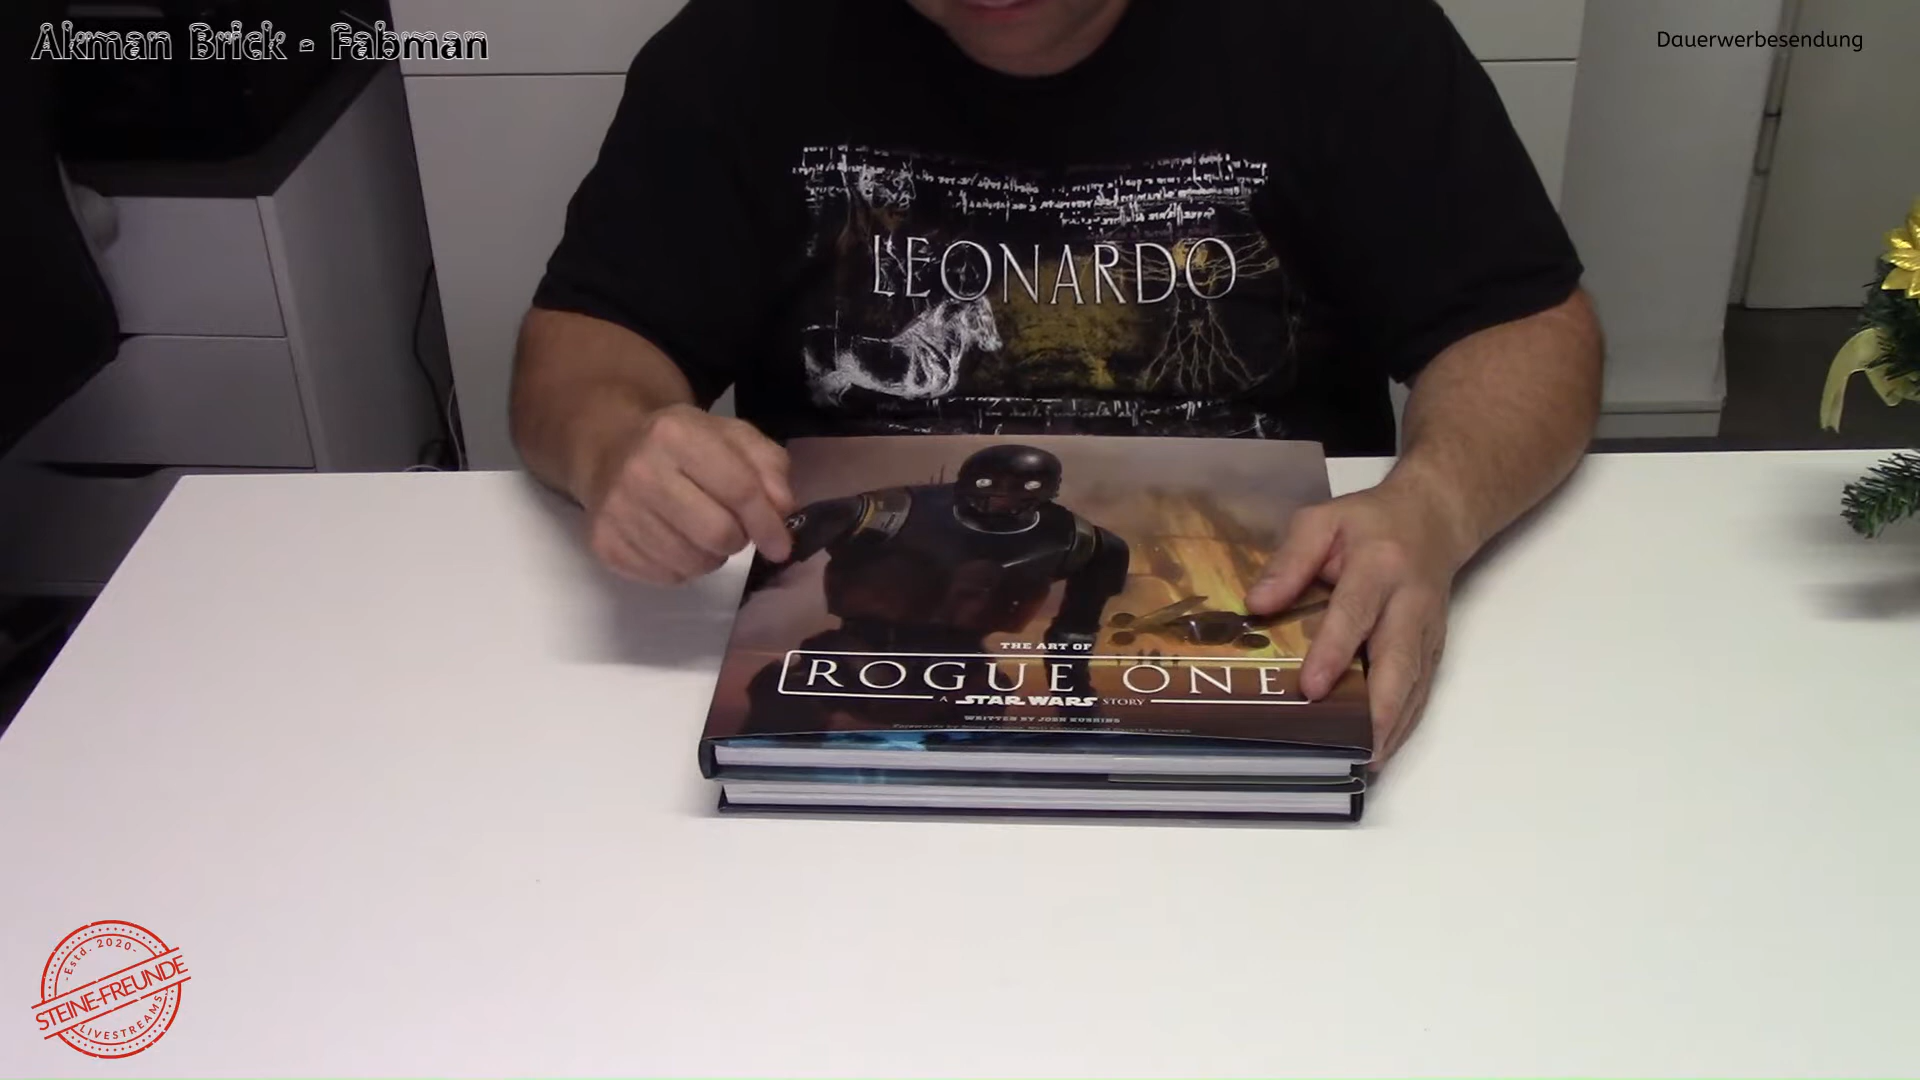 Akman Brick - Fabman
Dauerwerbesendung
LEONARDO
THE ART OF
ROGUE ONE
A STAR WARS STORY
WRITTEN BY JOSH KUSHINS
-Estd. 2020-
STEINE-FREUNDE
LIVESTREAMS